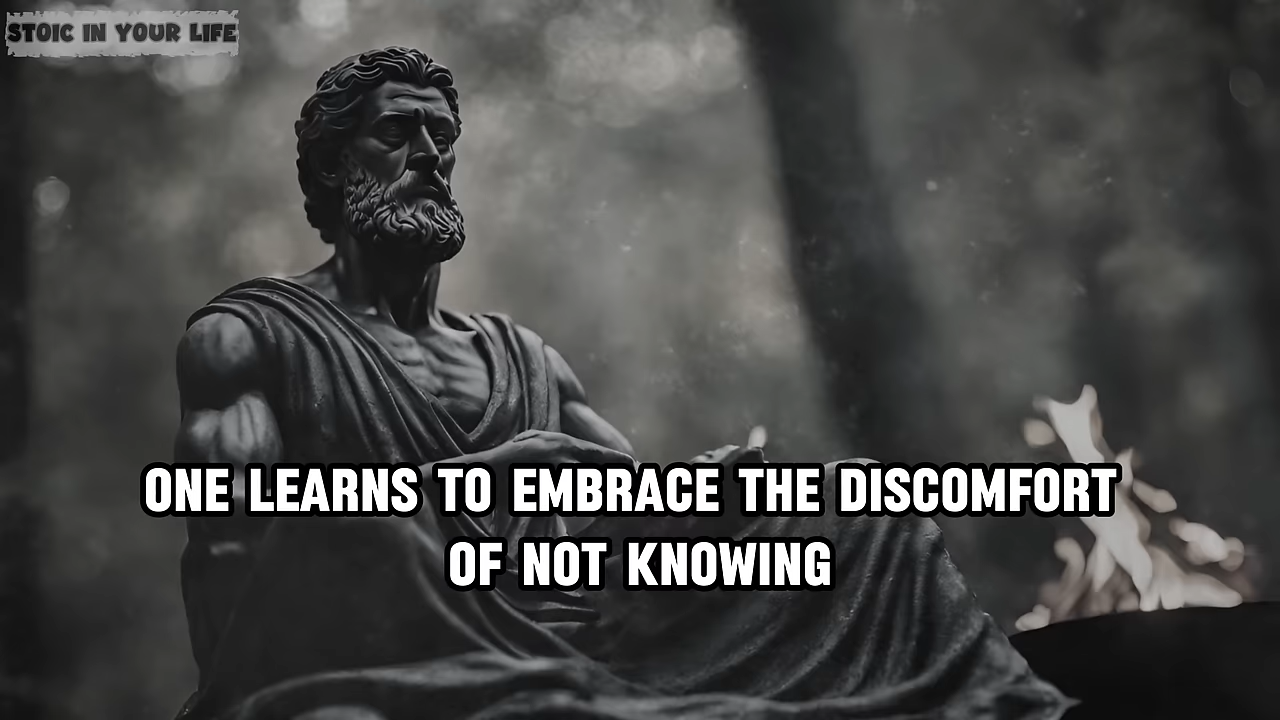 STOIC IN YOUR LIFE
ONE LEARNS TO EMBRACE THE DISCOMFORT
OF NOT KNOWING